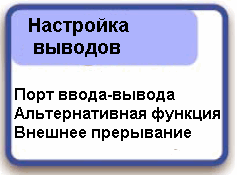 Настройка
выводов
Порт ввода-вывода
Альтернативная функция
Внешнее прерывание